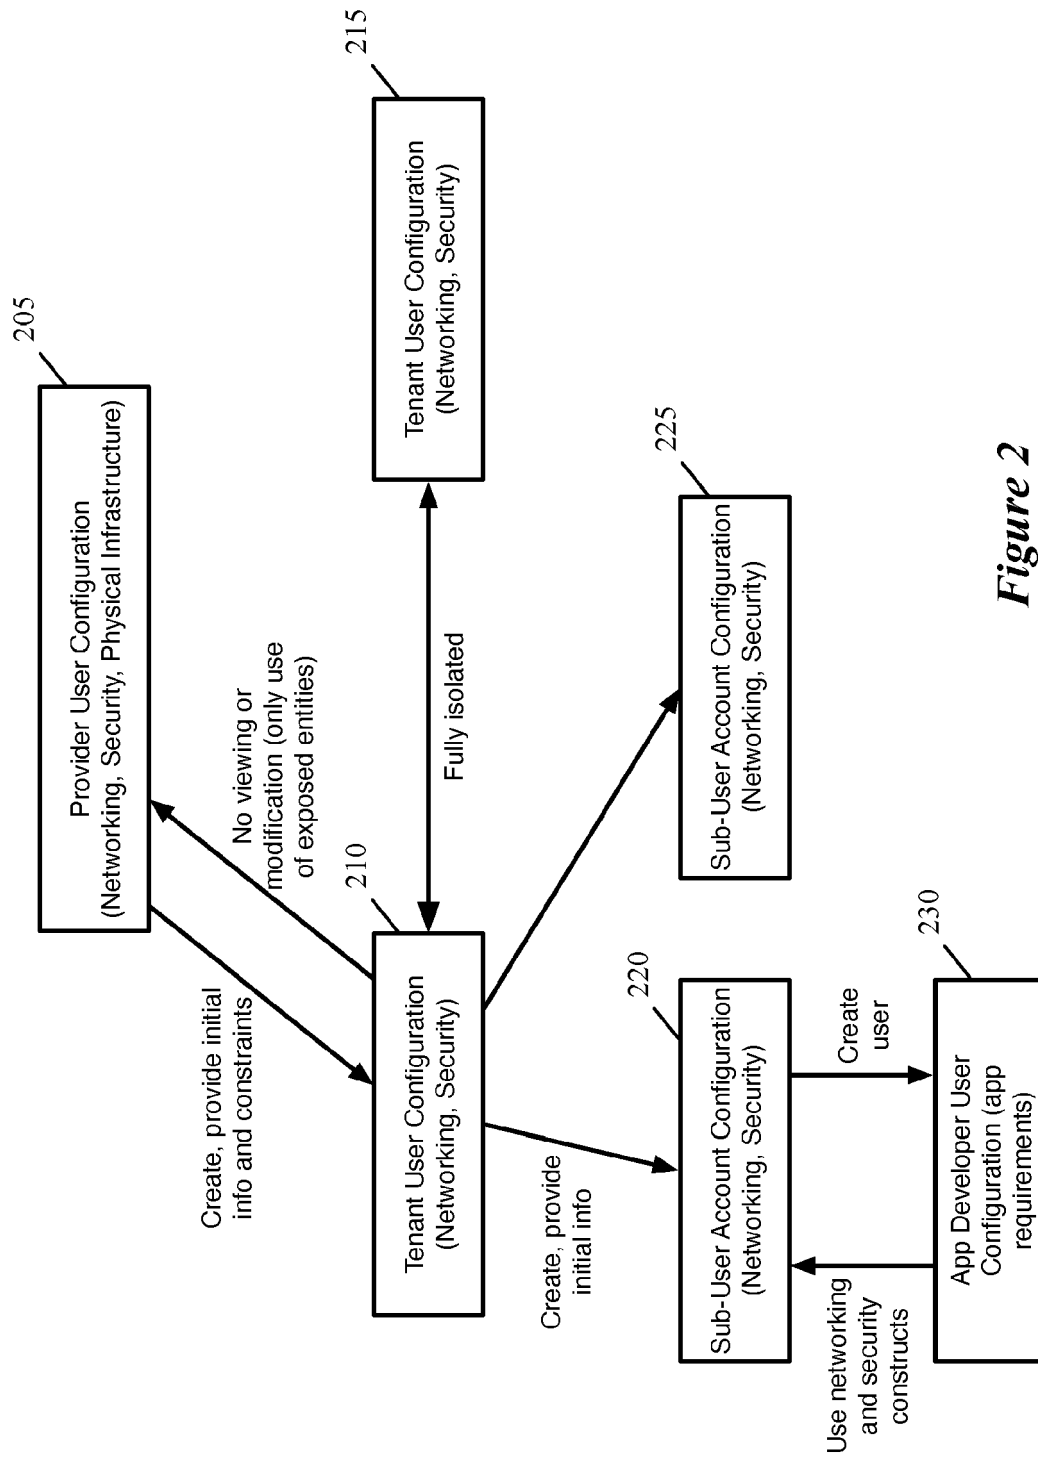 205
Provider User Configuration
(Networking, Security, Physical Infrastructure)
Create, provide initial
info and constraints
No viewing or
modification (only use
of exposed entities)
210
Tenant User Configuration
(Networking, Security)
Fully isolated
215
Tenant User Configuration
(Networking, Security)
Create, provide
initial info
220
Sub-User Account Configuration
(Networking, Security)
225
Sub-User Account Configuration
(Networking, Security)
Use networking
and security
constructs
Create
user
230
App Developer User
Configuration (app
requirements)
Figure 2